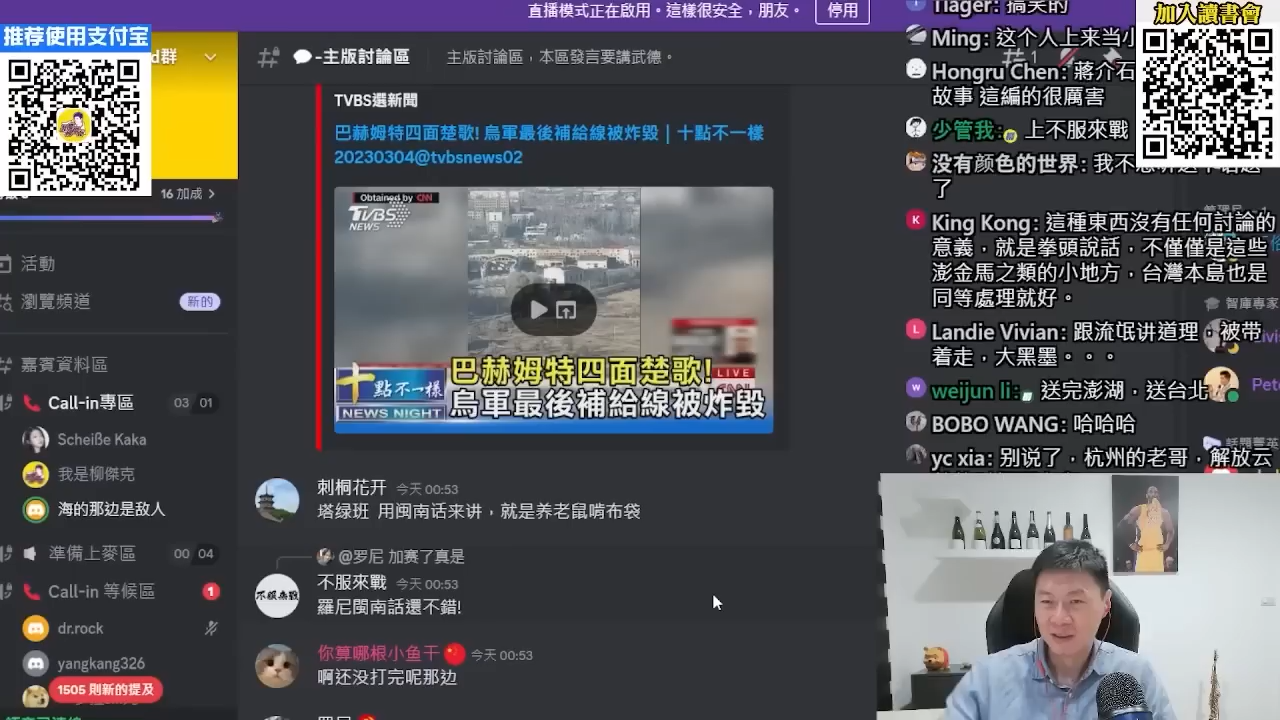 直播模式正在啟用。這樣很安全，朋友。
停用
推荐使用支付宝
d群
16 加成
活動
瀏覽頻道
新的
嘉賓資料區
Call-in專區
03 01
Scheiße Kaka
我是柳傑克
海的那边是敌人
準備上麥區
00 04
Call-in 等候區
1
dr.rock
yangkang326
1505 則新的提及
-主版討論區
主版討論區，本區發言要講武德。
TVBS選新聞
巴赫姆特四面楚歌! 烏軍最後補給線被炸毀｜十點不一樣
20230304@tvbsnews02
Obtained by CNN
TVBS
NEWS
十點不一樣
NEWS NIGHT
巴赫姆特四面楚歌!
烏軍最後補給線被炸毀
LIVE
CNN
刺桐花开 今天 00:53
塔绿班 用闽南话来讲，就是养老鼠啃布袋
@罗尼 加赛了真是
不服來戰 今天 00:53
羅尼閩南話還不錯!
你算哪根小鱼干 今天 00:53
啊还没打完呢那边
加入讀書會
Tiager: 搞笑的
Ming: 这个人上来当小
Hongru Chen: 蔣介石
故事 這編的很厲害
少管我: 上不服來戰
没有颜色的世界: 我不
了
King Kong: 這種東西沒有任何討論的
意義，就是拳頭說話，不僅僅是這些
澎金馬之類的小地方，台灣本島也是
同等處理就好。
Landie Vivian: 跟流氓讲道理，被带
着走，大黑墨。。。
weijun li: 送完澎湖，送台北
BOBO WANG: 哈哈哈
yc xia: 别说了，杭州的老哥，解放云
智庫專家